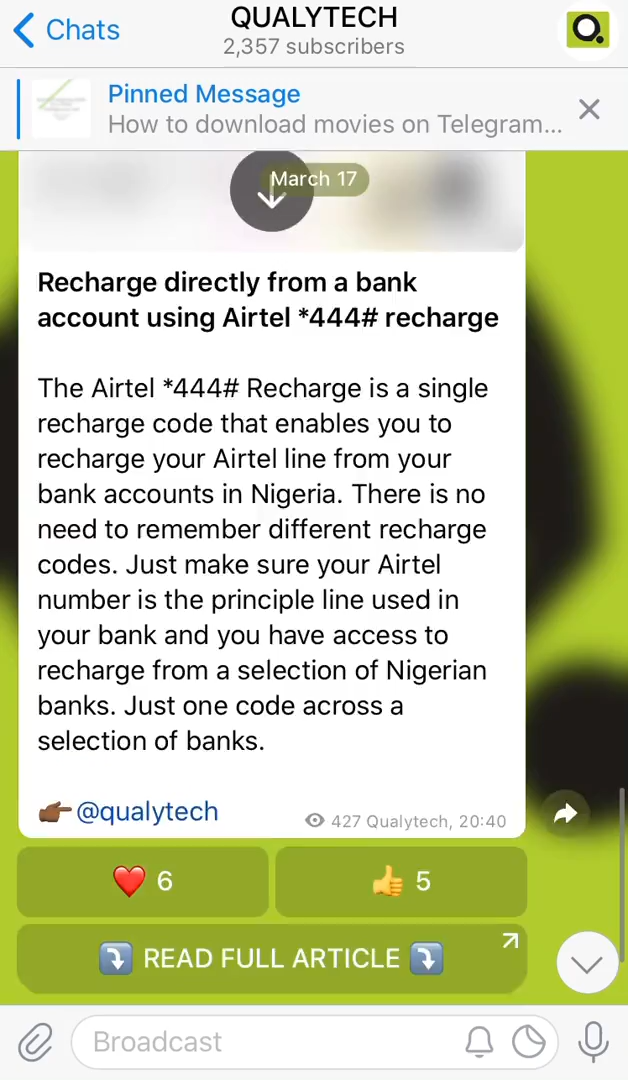 Chats
QUALYTECH
2,357 subscribers
Pinned Message
How to download movies on Telegram...
March 17
Recharge directly from a bank
account using Airtel *444# recharge
The Airtel *444# Recharge is a single
recharge code that enables you to
recharge your Airtel line from your
bank accounts in Nigeria. There is no
need to remember different recharge
codes. Just make sure your Airtel
number is the principle line used in
your bank and you have access to
recharge from a selection of Nigerian
banks. Just one code across a
selection of banks.
@qualytech
427 Qualytech, 20:40
6
5
READ FULL ARTICLE
Broadcast